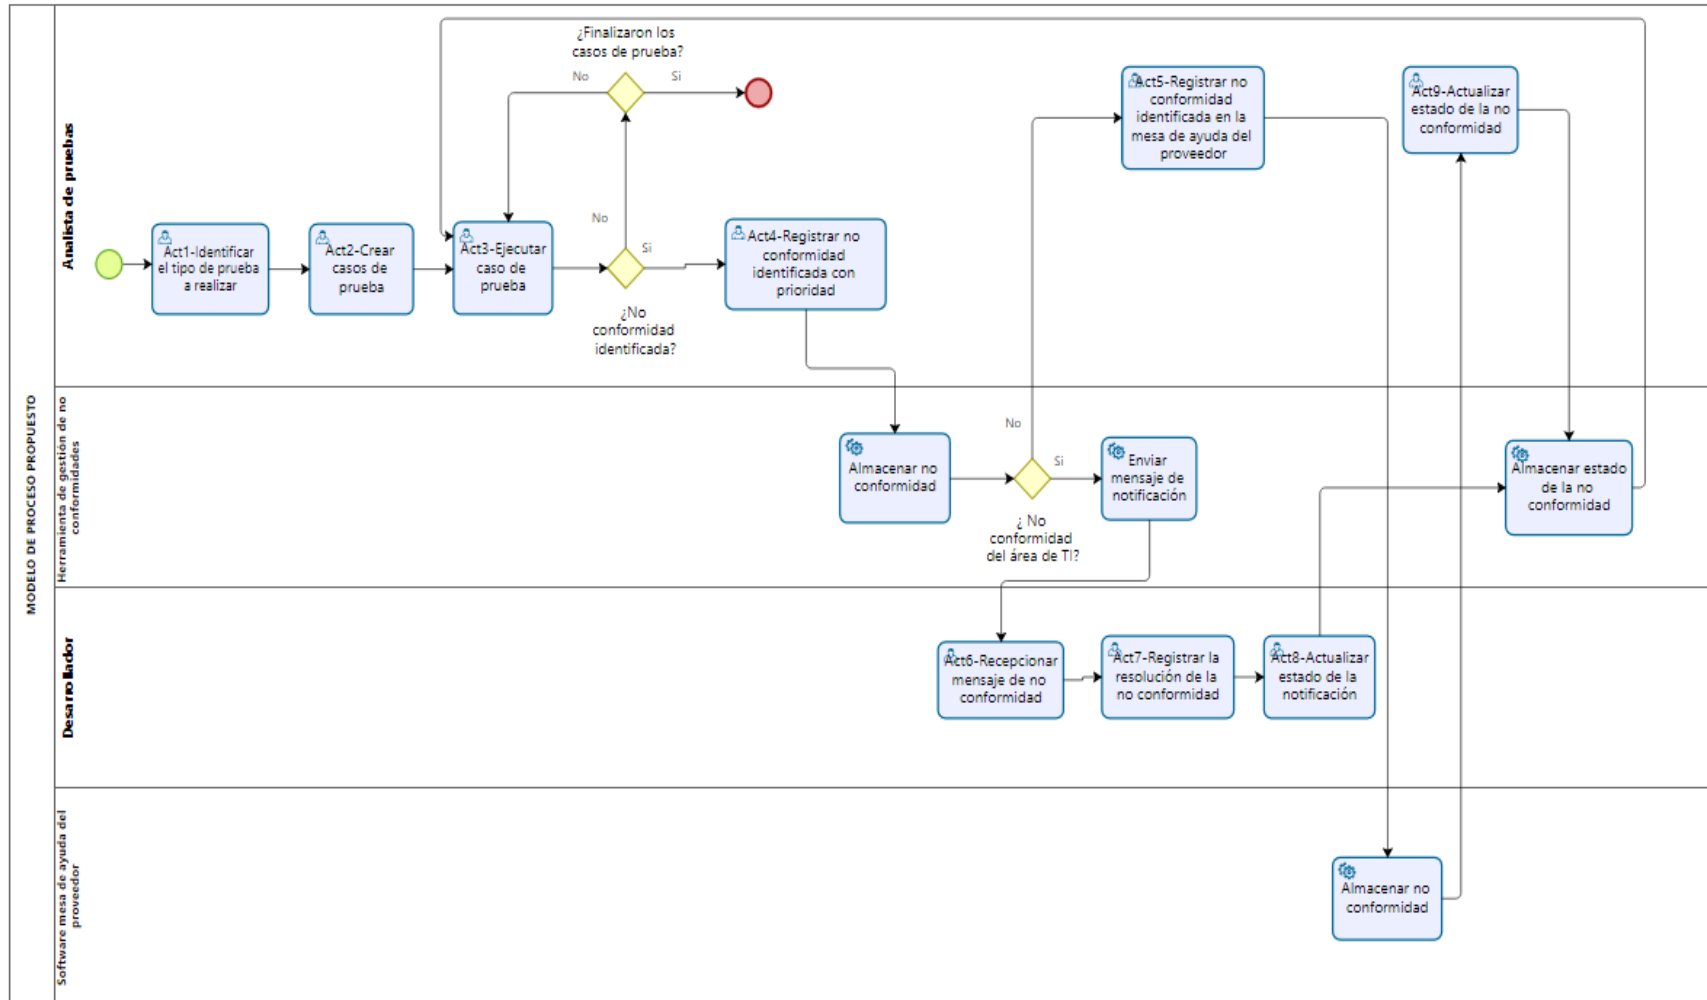 MODELO DE PROCESO PROPUESTO
Analista de pruebas
¿Finalizaron los
casos de prueba?
No
Si
Act1-Identificar
el tipo de prueba
a realizar
Act2-Crear
casos de
prueba
Act3-Ejecutar
caso de
prueba
No
Si
¿No
conformidad
identificada?
Act4-Registrar no
conformidad
identificada con
prioridad
Act5-Registrar no
conformidad
identificada en la
mesa de ayuda del
proveedor
Act9-Actualizar
estado de la no
conformidad
Herramienta de gestión de no
conformidades
Almacenar no
conformidad
No
Si
¿ No
conformidad
del área de TI?
Enviar
mensaje de
notificación
Almacenar estado
de la no
conformidad
Desarrollador
Act6-Recepcionar
mensaje de no
conformidad
Act7-Registrar la
resolución de la
no conformidad
Act8-Actualizar
estado de la
notificación
Software mesa de ayuda del
proveedor
Almacenar no
conformidad